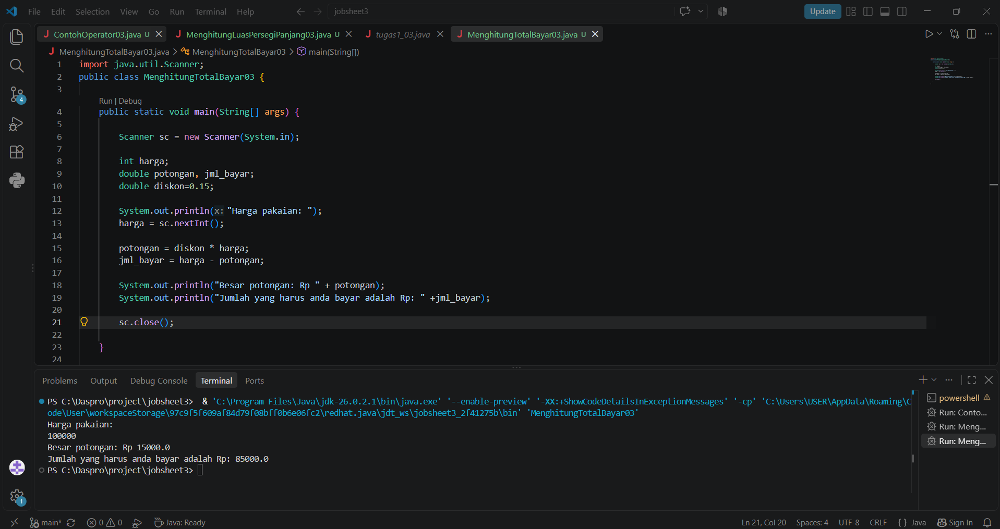 File Edit Selection View Go Run Terminal Help
jobsheet3
Update
ContohOperator03.java U
MenghitungLuasPersegiPanjang03.java U
tugas1_03.java
MenghitungTotalBayar03.java U
MenghitungTotalBayar03.java > MenghitungTotalBayar03 > main(String[])
1 import java.util.Scanner;
2 public class MenghitungTotalBayar03 {
3
Run | Debug
4 public static void main(String[] args) {
5
6 Scanner sc = new Scanner(System.in);
7
8 int harga;
9 double potongan, jml_bayar;
10 double diskon=0.15;
11
12 System.out.println(x: "Harga pakaian: ");
13 harga = sc.nextInt();
14
15 potongan = diskon * harga;
16 jml_bayar = harga - potongan;
17
18 System.out.println("Besar potongan: Rp " + potongan);
19 System.out.println("Jumlah yang harus anda bayar adalah Rp: " +jml_bayar);
20
21 sc.close();
22
23 }
24
4
Problems Output Debug Console Terminal Ports
PS C:\Daspro\project\jobsheet3> & 'C:\Program Files\Java\jdk-26.0.2.1\bin\java.exe' '--enable-preview' '-XX:+ShowCodeDetailsInExceptionMessages' '-cp' 'C:\Users\USER\AppData\Roaming\C
ode\User\workspaceStorage\97c9f5f609af84d79f08bff0b6e06fc2\redhat.java\jdt_ws\jobsheet3_2f41275b\bin' 'MenghitungTotalBayar03'
Harga pakaian:
100000
Besar potongan: Rp 15000.0
Jumlah yang harus anda bayar adalah Rp: 85000.0
PS C:\Daspro\project\jobsheet3>
powershell
Run: Conto...
Run: Meng...
Run: Meng...
1
main* 0 0 Java: Ready
Ln 21, Col 20 Spaces: 4 UTF-8 CRLF { } Java Sign In